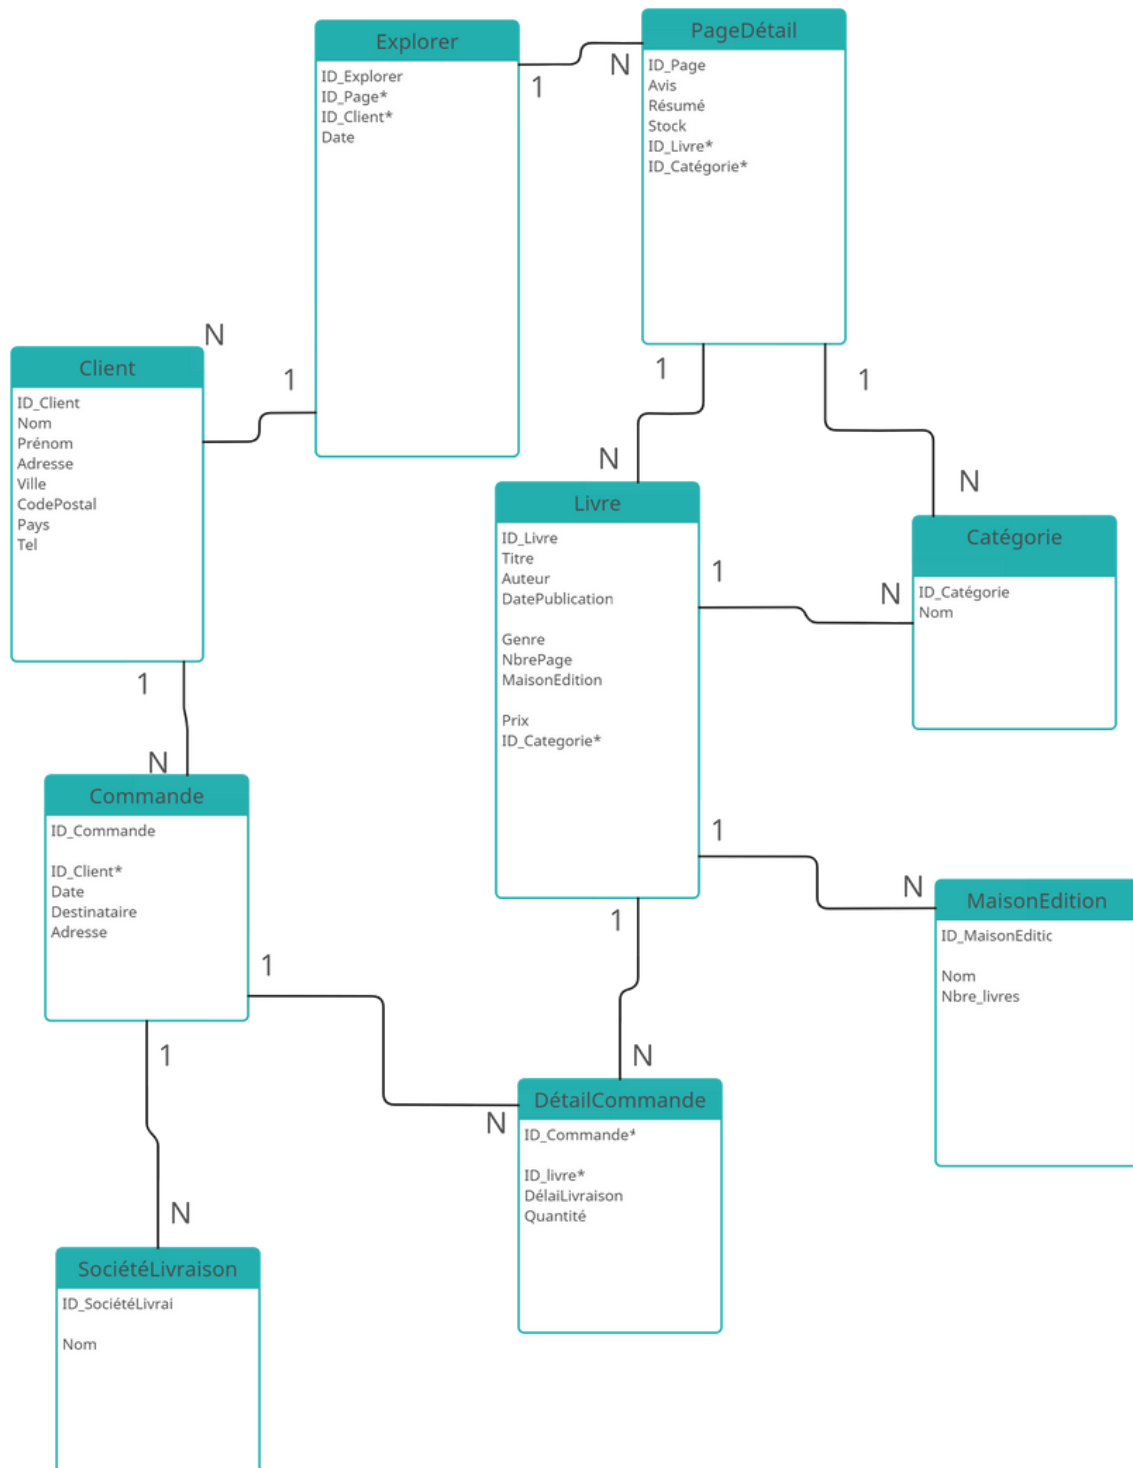 Explorer
ID_Explorer
ID_Page*
ID_Client*
Date
1
N
PageDétail
ID_Page
Avis
Résumé
Stock
ID_Livre*
ID_Catégorie*
N
1
Client
ID_Client
Nom
Prénom
Adresse
Ville
CodePostal
Pays
Tel
1
N
1
N
Livre
ID_Livre
Titre
Auteur
DatePublication
Genre
NbrePage
MaisonEdition
Prix
ID_Categorie*
1
N
Catégorie
ID_Catégorie
Nom
1
N
Commande
ID_Commande
ID_Client*
Date
Destinataire
Adresse
1
N
MaisonEdition
ID_MaisonEditic
Nom
Nbre_livres
1
N
1
N
DétailCommande
ID_Commande*
ID_livre*
DélaiLivraison
Quantité
1
N
SociétéLivraison
ID_SociétéLivrai
Nom